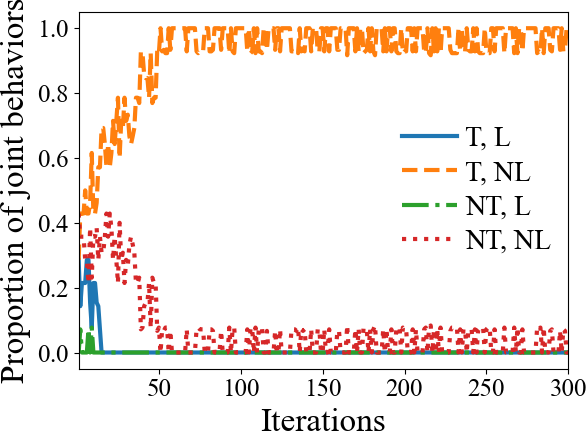 Proportion of joint behaviors
1.0
0.8
0.6
0.4
0.2
0.0
T, L
T, NL
NT, L
NT, NL
50 100 150 200 250 300
Iterations